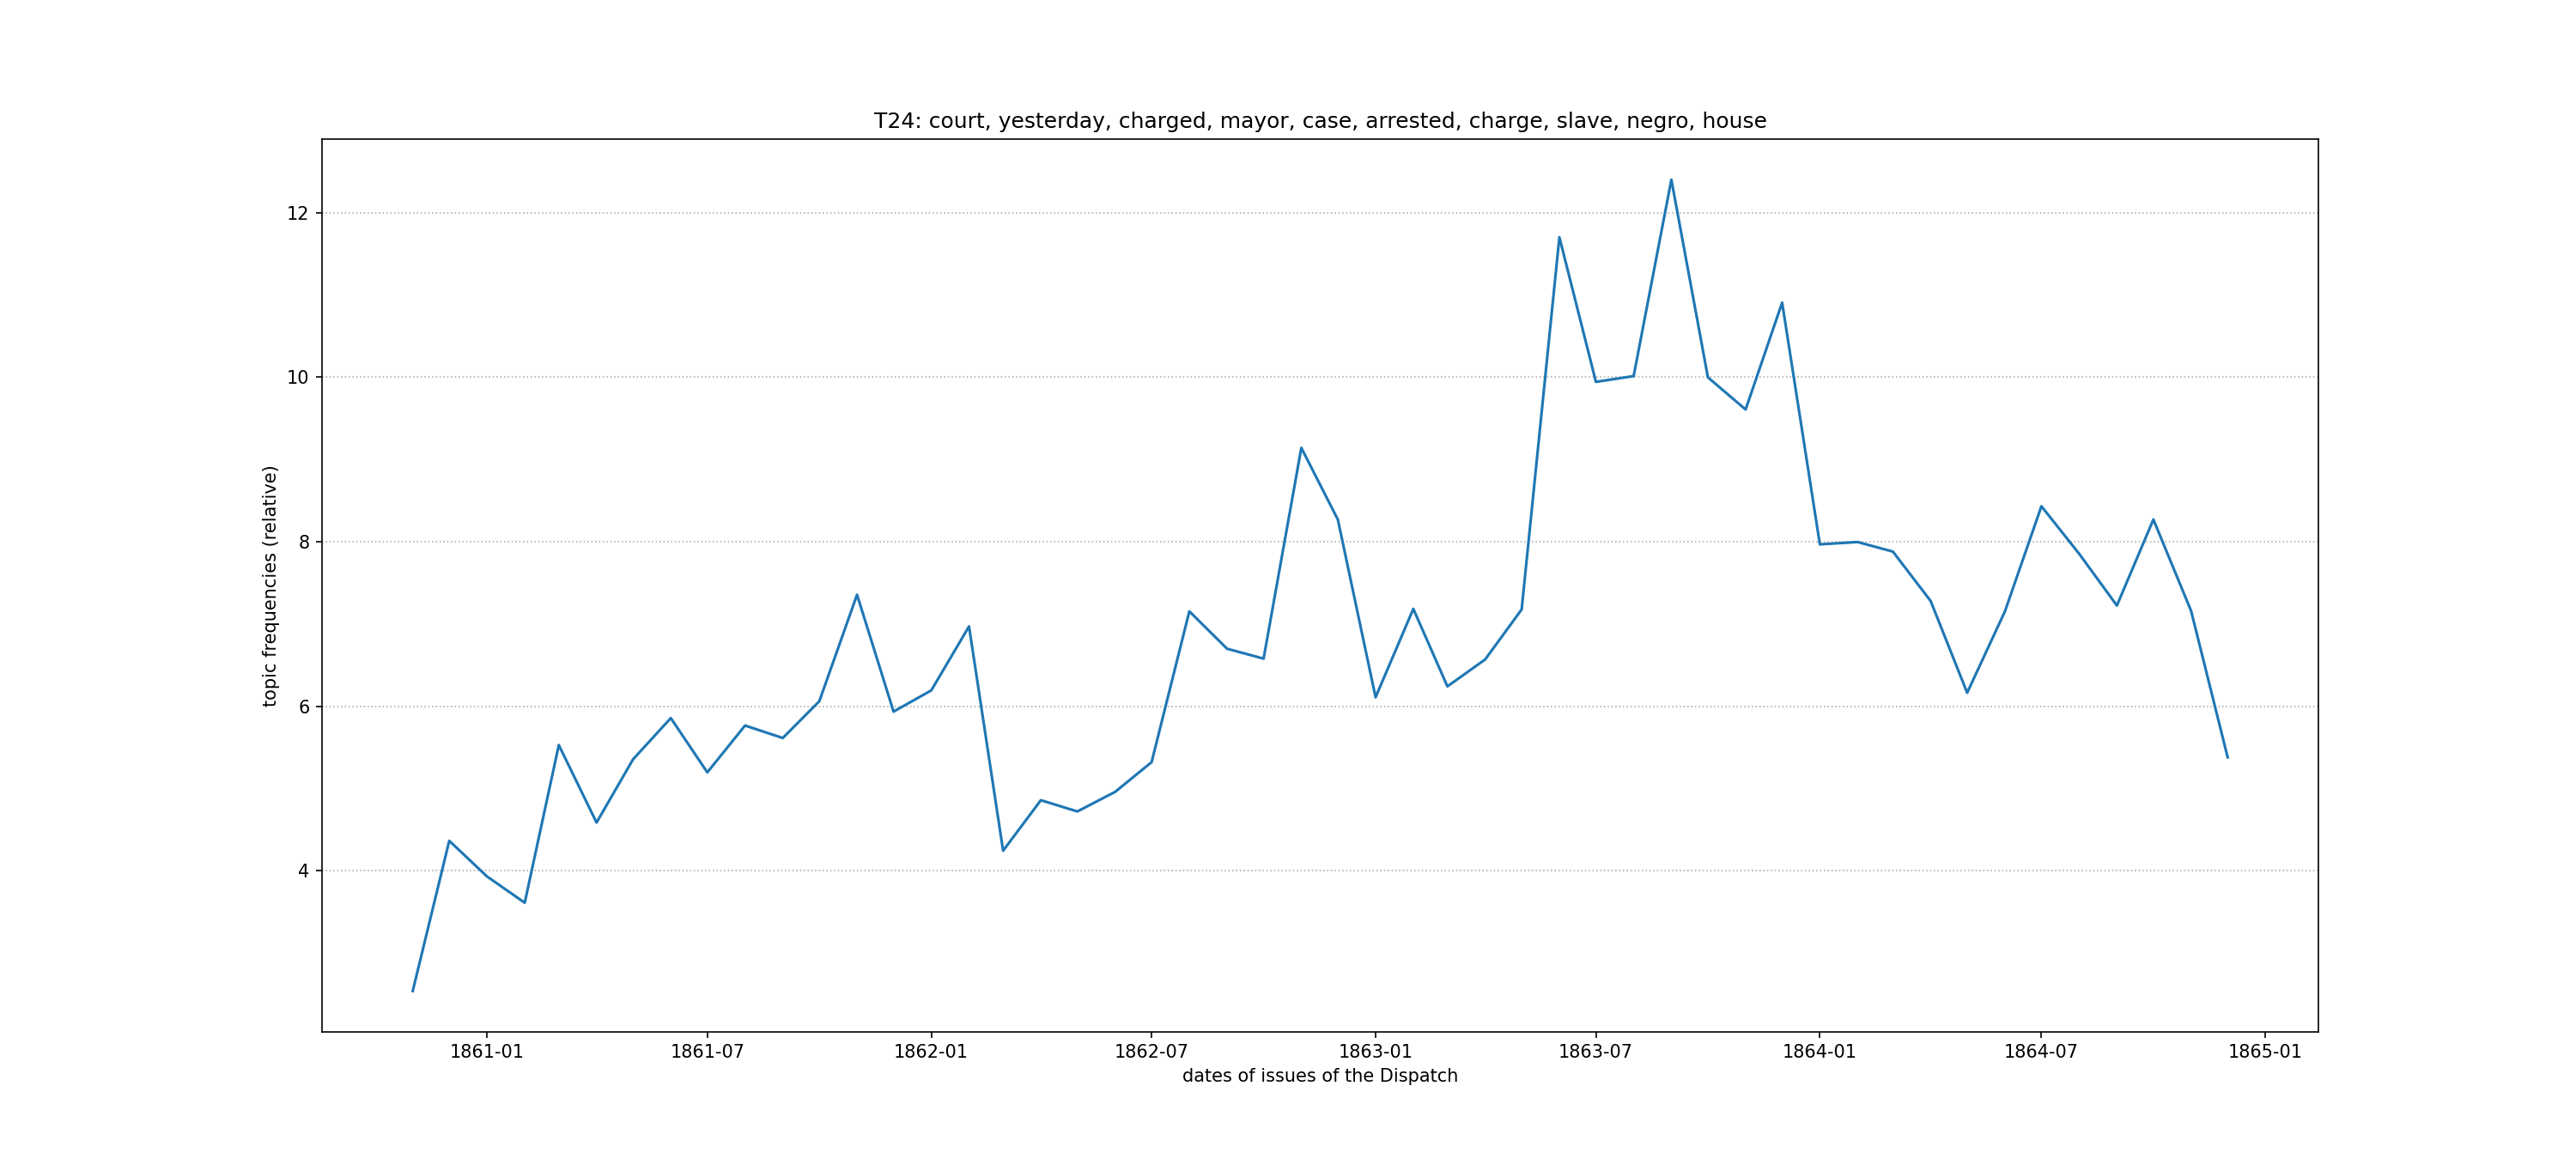 T24: court, yesterday, charged, mayor, case, arrested, charge, slave, negro, house
topic frequencies (relative)
12
10
8
6
4
1861-01 1861-07 1862-01 1862-07 1863-01 1863-07 1864-01 1864-07 1865-01
dates of issues of the Dispatch